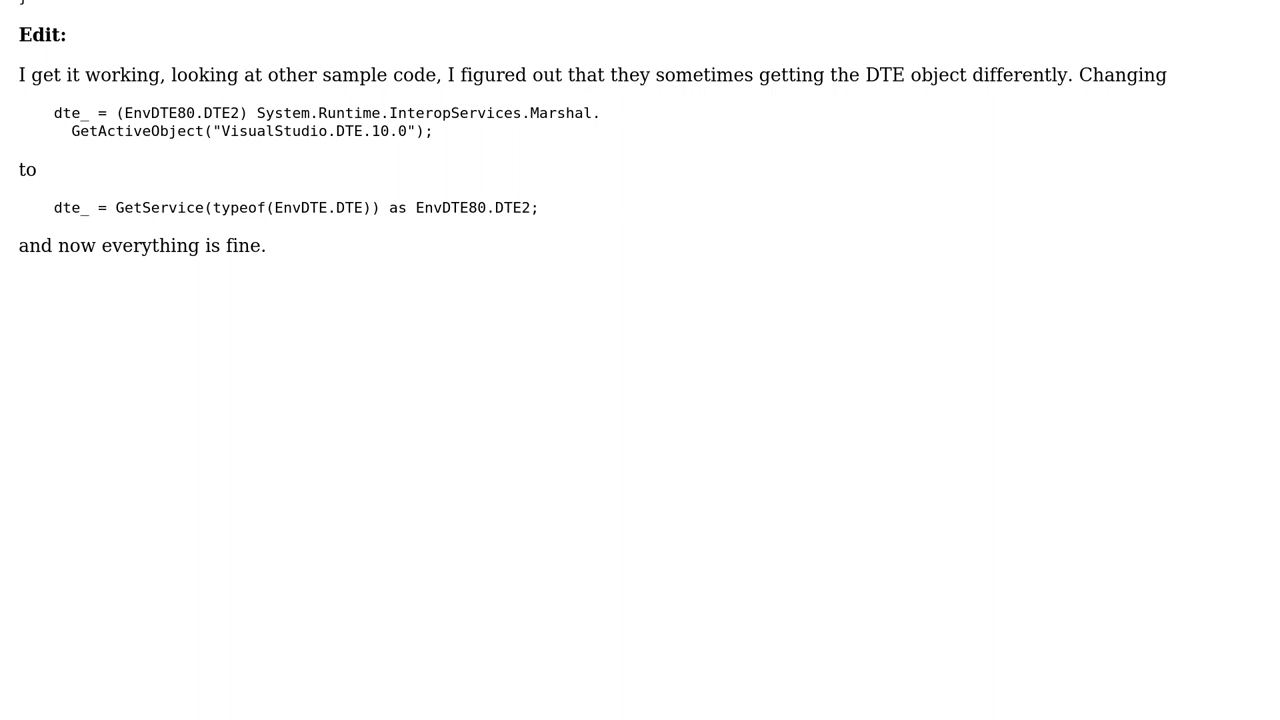 }
Edit:
I get it working, looking at other sample code, I figured out that they sometimes getting the DTE object differently. Changing
dte_ = (EnvDTE80.DTE2) System.Runtime.InteropServices.Marshal.
  GetActiveObject("VisualStudio.DTE.10.0");
to
dte_ = GetService(typeof(EnvDTE.DTE)) as EnvDTE80.DTE2;
and now everything is fine.